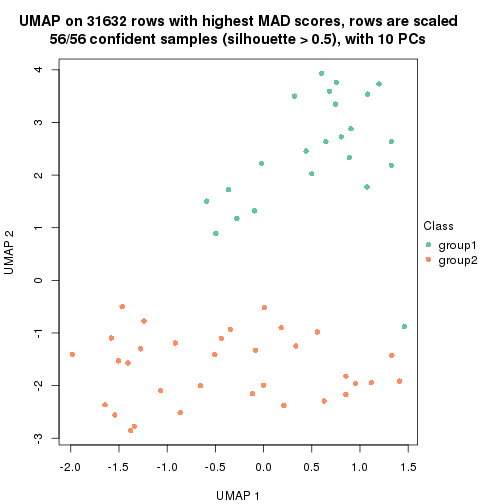 UMAP on 31632 rows with highest MAD scores, rows are scaled
56/56 confident samples (silhouette > 0.5), with 10 PCs
4
3
2
1
0
-1
-2
-3
UMAP 2
-2.0 -1.5 -1.0 -0.5 0.0 0.5 1.0 1.5
UMAP 1
Class
group1
group2